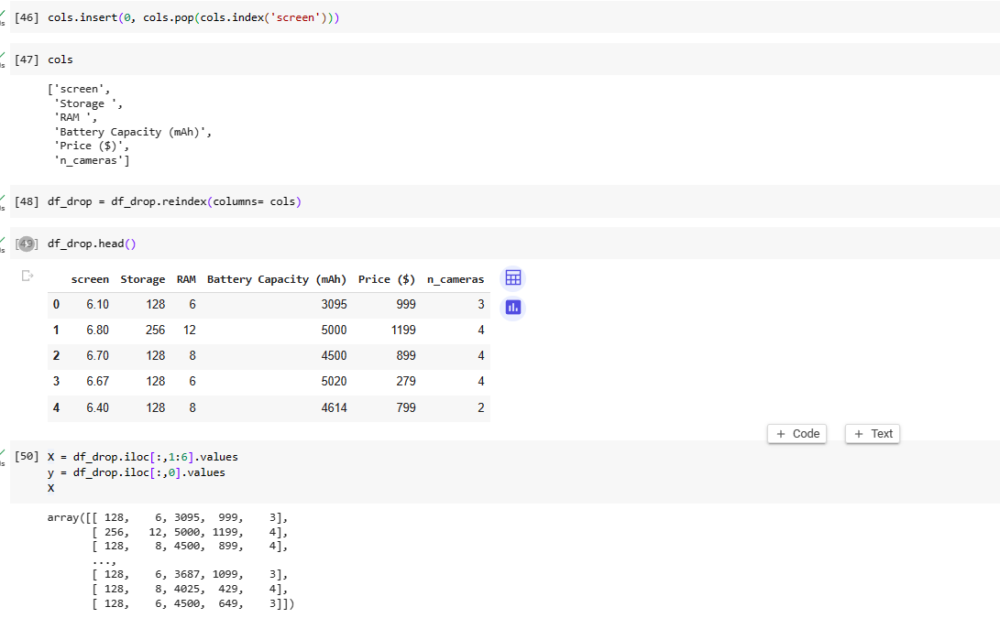 [46] cols.insert(0, cols.pop(cols.index('screen')))
[47] cols
['screen',
'Storage ',
'RAM ',
'Battery Capacity (mAh)',
'Price ($)',
'n_cameras']
[48] df_drop = df_drop.reindex(columns= cols)
[49] df_drop.head()
screen Storage RAM Battery Capacity (mAh) Price ($) n_cameras
0 6.10 128 6 3095 999 3
1 6.80 256 12 5000 1199 4
2 6.70 128 8 4500 899 4
3 6.67 128 6 5020 279 4
4 6.40 128 8 4614 799 2
+ Code + Text
[50] X = df_drop.iloc[:,1:6].values
y = df_drop.iloc[:,0].values
X
array([[ 128, 6, 3095, 999, 3],
[ 256, 12, 5000, 1199, 4],
[ 128, 8, 4500, 899, 4],
...,
[ 128, 6, 3687, 1099, 3],
[ 128, 8, 4025, 429, 4],
[ 128, 6, 4500, 649, 3]])